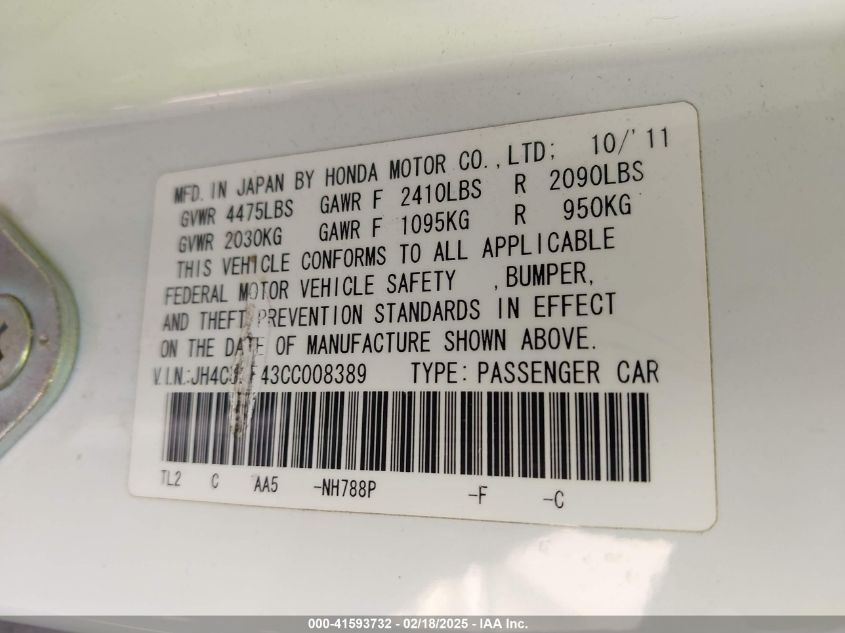 MFD. IN JAPAN BY HONDA MOTOR CO., LTD; 10/'11
GVWR 4475LBS GAWR F 2410LBS R 2090LBS
GVWR 2030KG GAWR F 1095KG R 950KG
THIS VEHICLE CONFORMS TO ALL APPLICABLE
FEDERAL MOTOR VEHICLE SAFETY , BUMPER,
AND THEFT PREVENTION STANDARDS IN EFFECT
ON THE DATE OF MANUFACTURE SHOWN ABOVE.
V.I.N.: TYPE: PASSENGER CAR
TL2 C AA5 -NH788P -F -C
000-41593732 - 02/18/2025 - IAA Inc.